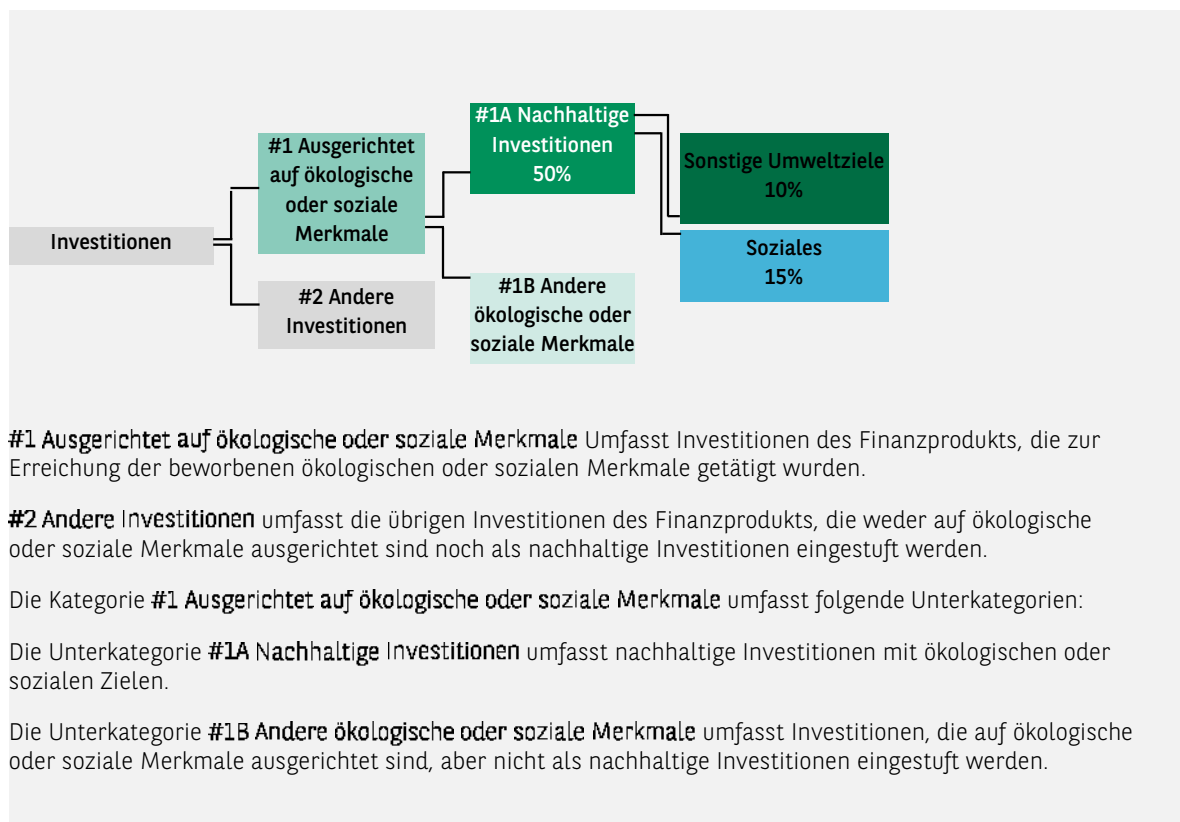 #1A Nachhaltige
Investitionen
50%
#1 Ausgerichtet
auf ökologische
oder soziale
Merkmale
Sonstige Umweltziele
10%
Investitionen
Soziales
15%
#2 Andere
Investitionen
#1B Andere
ökologische oder
soziale Merkmale
#1 Ausgerichtet auf ökologische oder soziale Merkmale Umfasst Investitionen des Finanzprodukts, die zur
Erreichung der beworbenen ökologischen oder sozialen Merkmale getätigt wurden.
#2 Andere Investitionen umfasst die übrigen Investitionen des Finanzprodukts, die weder auf ökologische
oder soziale Merkmale ausgerichtet sind noch als nachhaltige Investitionen eingestuft werden.
Die Kategorie #1 Ausgerichtet auf ökologische oder soziale Merkmale umfasst folgende Unterkategorien:
Die Unterkategorie #1A Nachhaltige Investitionen umfasst nachhaltige Investitionen mit ökologischen oder
sozialen Zielen.
Die Unterkategorie #1B Andere ökologische oder soziale Merkmale umfasst Investitionen, die auf ökologische
oder soziale Merkmale ausgerichtet sind, aber nicht als nachhaltige Investitionen eingestuft werden.